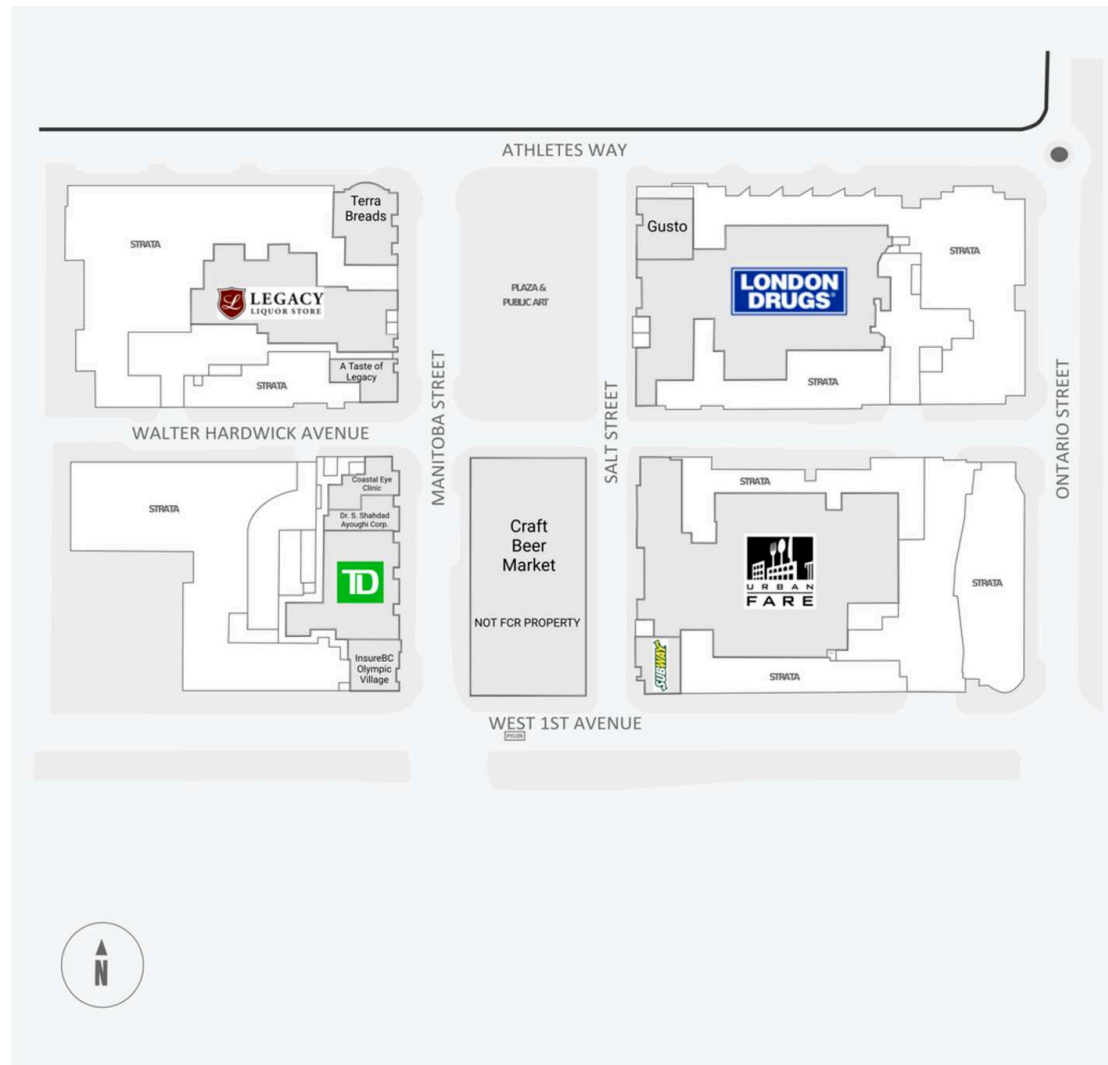 ATHLETES WAY
Terra
Breads
STRATA
LEGACY
LIQUOR STORE
A Taste of
Legacy
STRATA
PLAZA &
PUBLIC ART
Gusto
LONDON
DRUGS
STRATA
STRATA
MANITOBA STREET
SALT STREET
ONTARIO STREET
WALTER HARDWICK AVENUE
STRATA
Coastal Eye
Clinic
Dr. S. Shahdad
Ayoughi Corp.
TD
InsureBC
Olympic
Village
Craft
Beer
Market
NOT FCR PROPERTY
STRATA
URBAN
FARE
STRATA
SUBWAY
STRATA
WEST 1ST AVENUE
PYLON
N